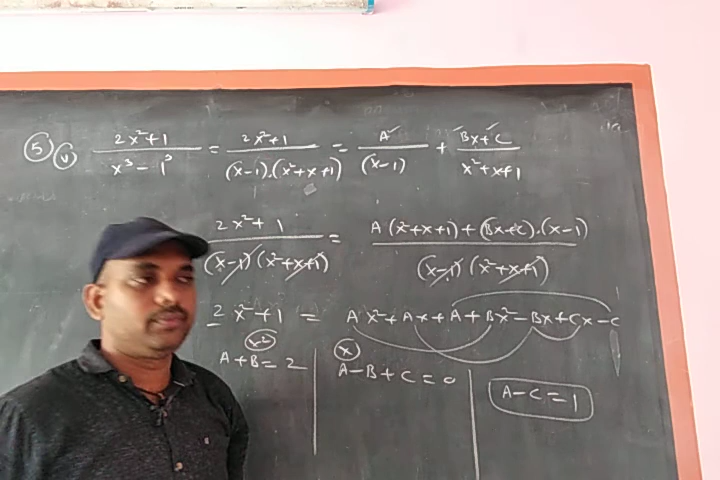 ⑤ ⓥ (2x²+1)/(x³-1³) = (2x²+1)/((x-1).(x²+x+1)) = A/(x-1) + (Bx+C)/(x²+x+1)
(2x²+1)/((x-1)(x²+x+1)) = (A(x²+x+1)+(Bx+C).(x-1))/((x-1)(x²+x+1))
2x²+1 = Ax²+Ax+A+Bx²-Bx+Cx-C
x²
A+B=2
x
A-B+C=0
A-C=1